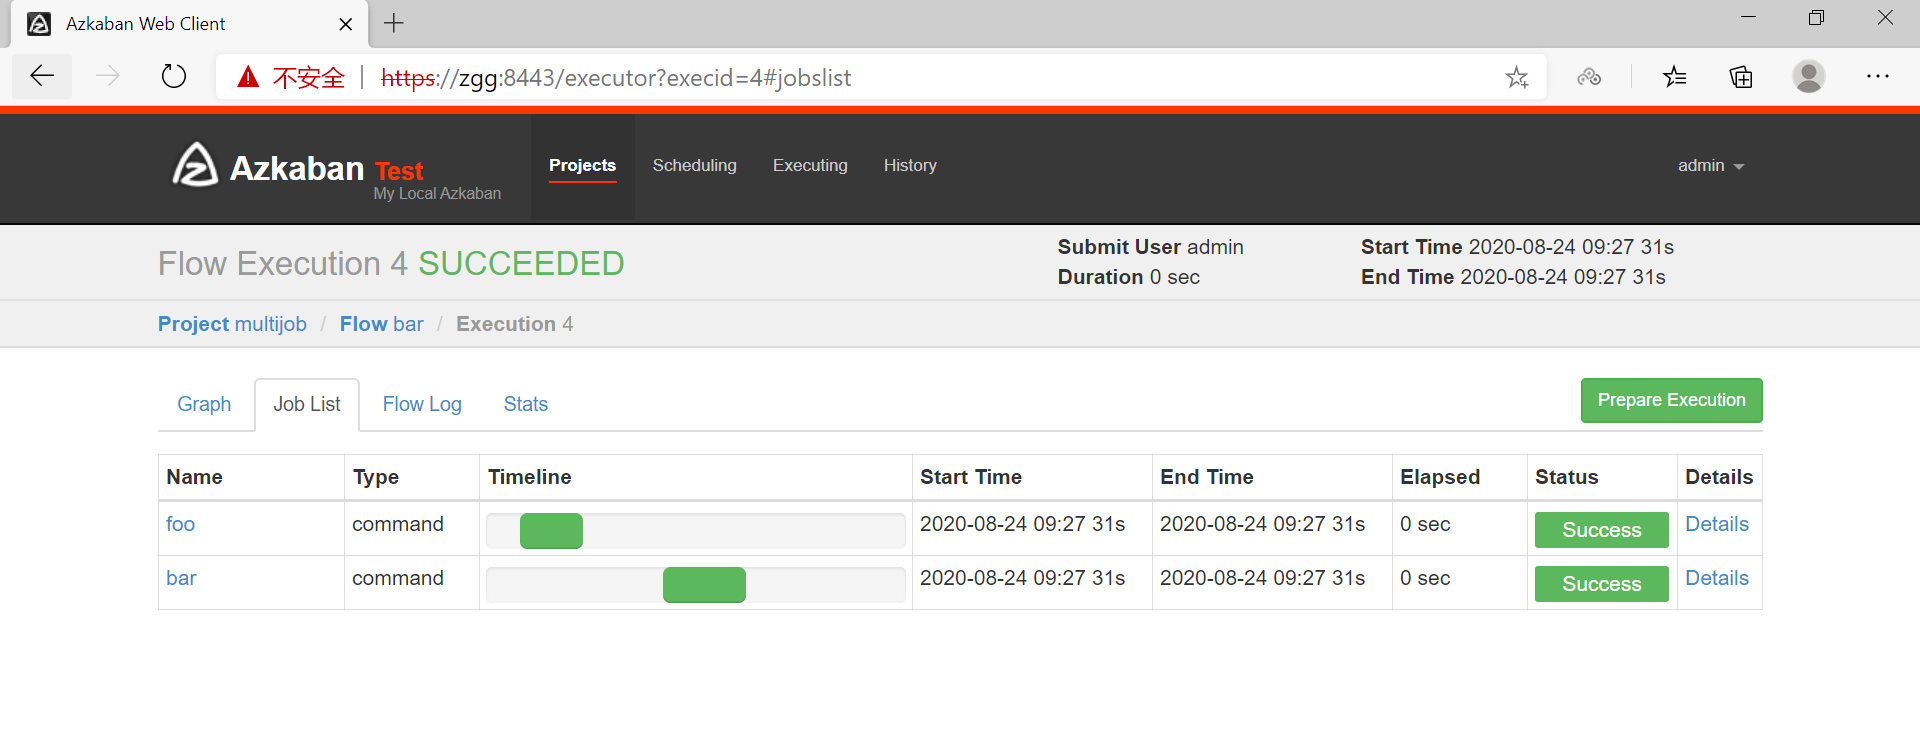 Azkaban Web Client
不安全 | https://zgg:8443/executor?execid=4#jobslist
Azkaban Test
My Local Azkaban
Projects Scheduling Executing History
admin
Flow Execution 4 SUCCEEDED
Submit User admin
Duration 0 sec
Start Time 2020-08-24 09:27 31s
End Time 2020-08-24 09:27 31s
Project multijob / Flow bar / Execution 4
Graph Job List Flow Log Stats
Prepare Execution
Name Type Timeline Start Time End Time Elapsed Status Details
foo command 2020-08-24 09:27 31s 2020-08-24 09:27 31s 0 sec Success Details
bar command 2020-08-24 09:27 31s 2020-08-24 09:27 31s 0 sec Success Details